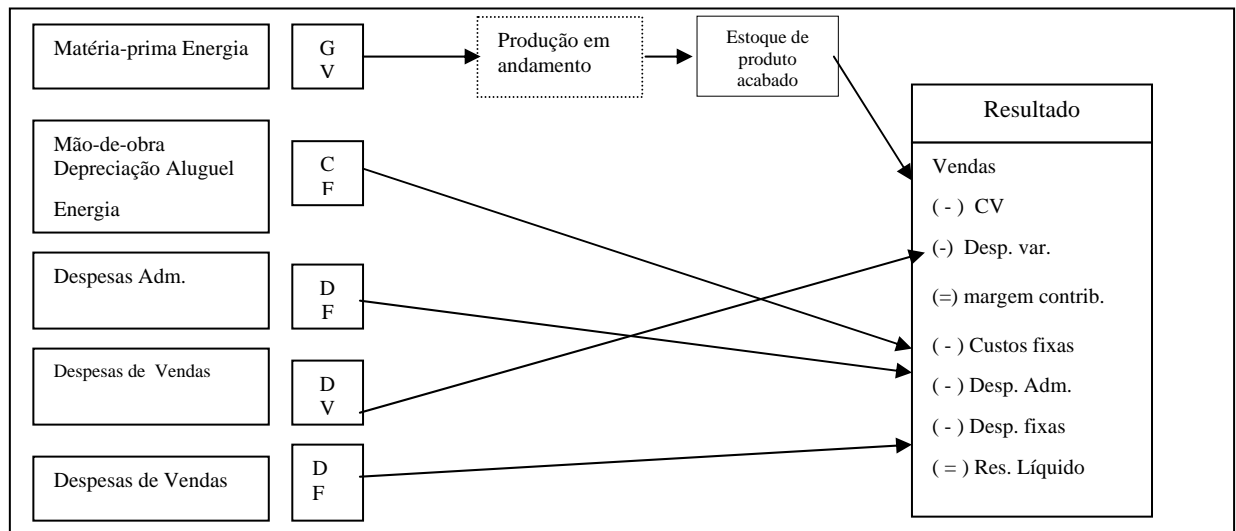 Matéria-prima Energia
G
V
Produção em
andamento
Estoque de
produto
acabado
Resultado
Mão-de-obra
Depreciação Aluguel
Energia
C
F
Vendas
( - ) CV
(-) Desp. var.
(=) margem contrib.
( - ) Custos fixas
( - ) Desp. Adm.
( - ) Desp. fixas
( = ) Res. Líquido
Despesas Adm.
D
F
Despesas de Vendas
D
V
Despesas de Vendas
D
F